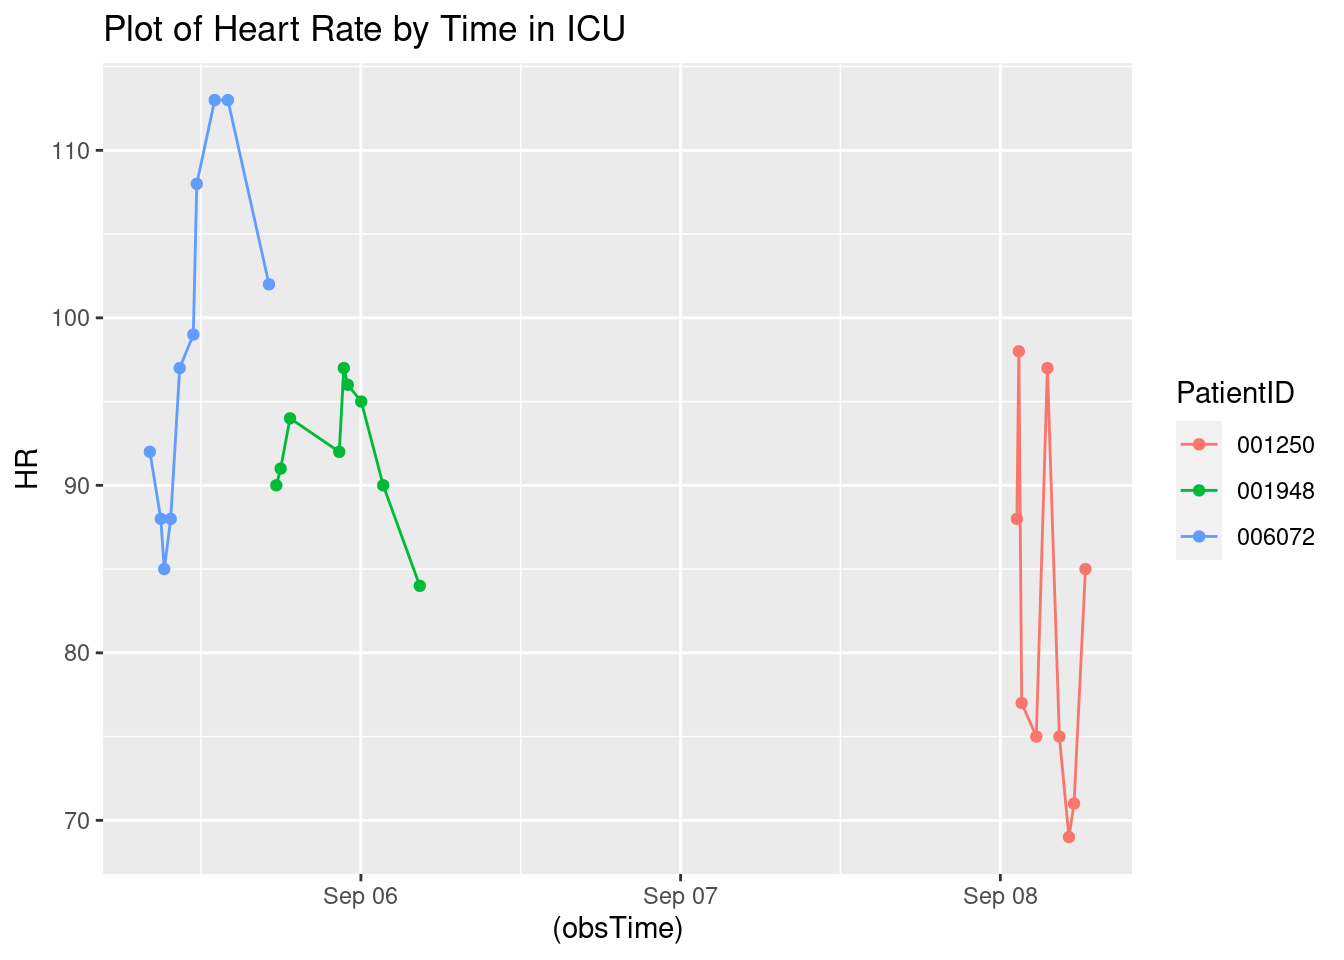 Plot of Heart Rate by Time in ICU
110
100
90
80
70
HR
Sep 06
Sep 07
Sep 08
(obsTime)
PatientID
001250
001948
006072